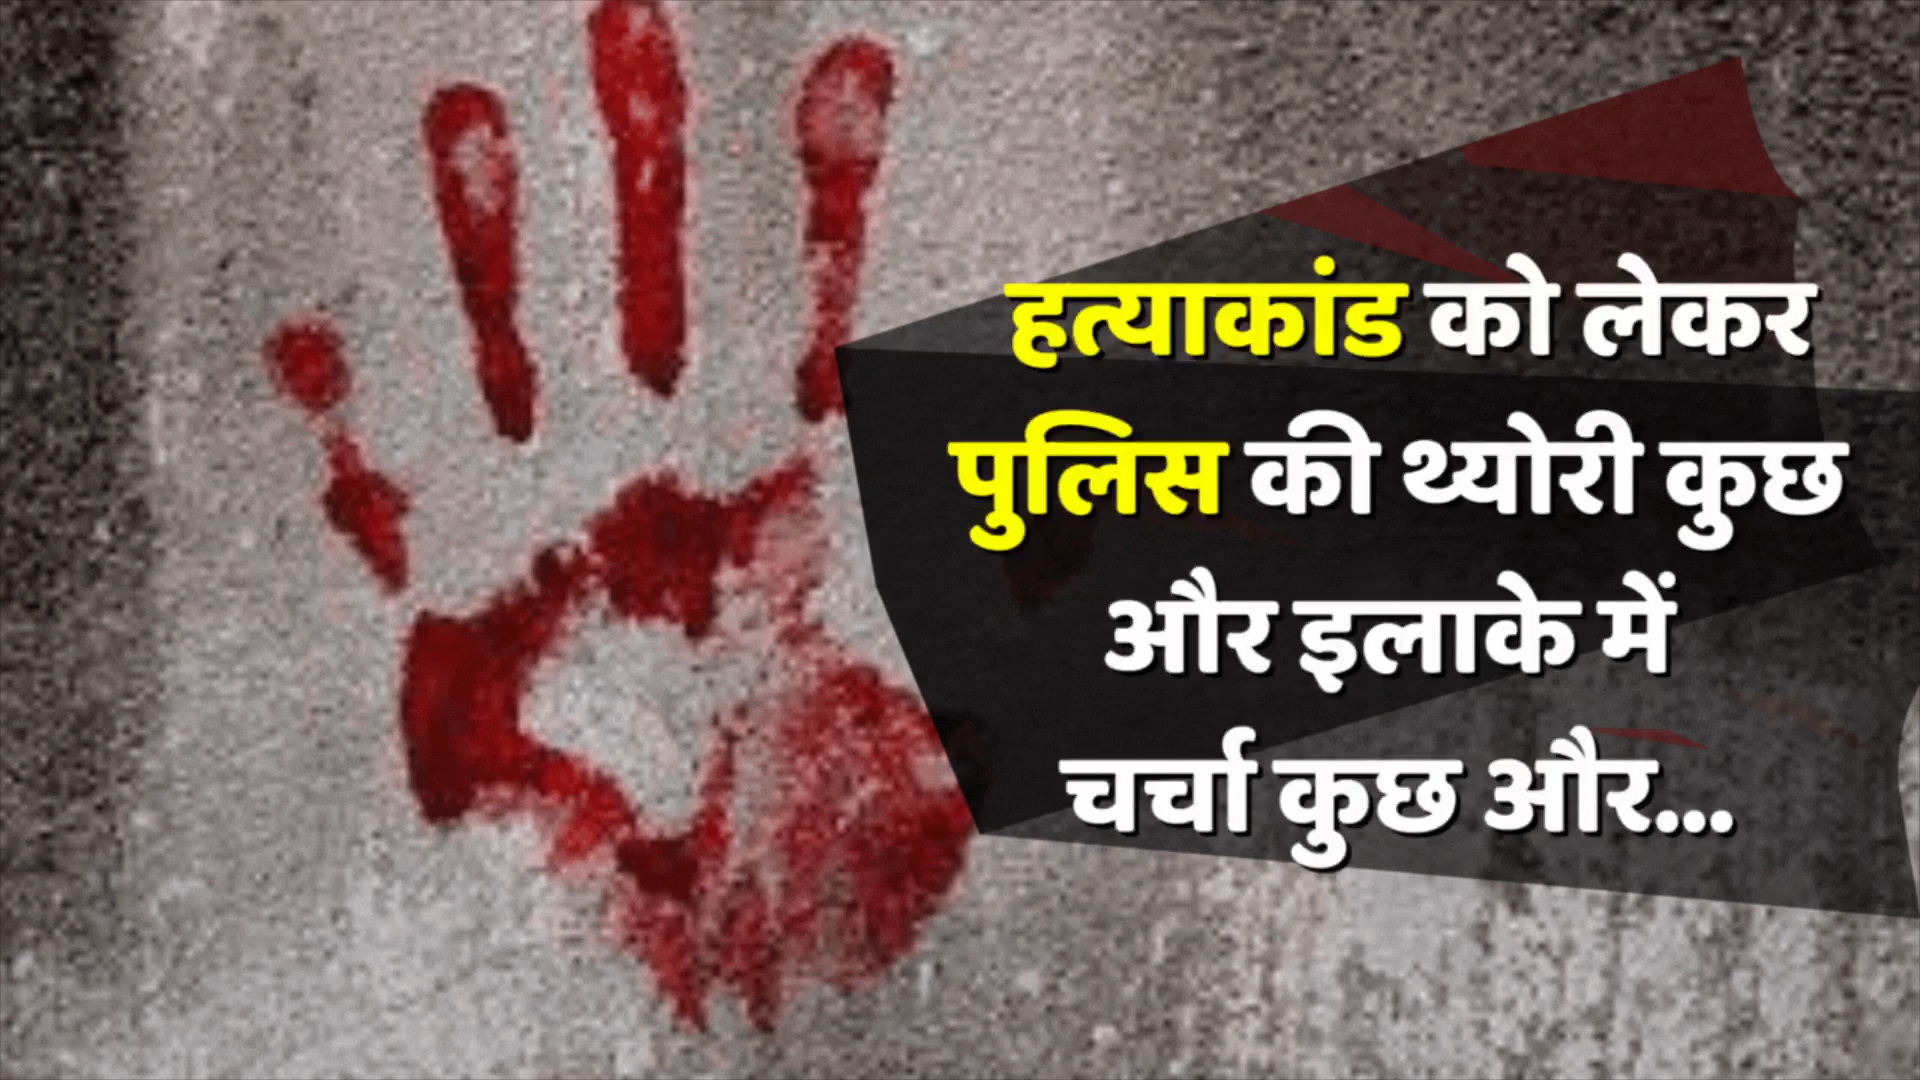 हत्याकांड को लेकर
पुलिस की थ्योरी कुछ
और इलाके में
चर्चा कुछ और...